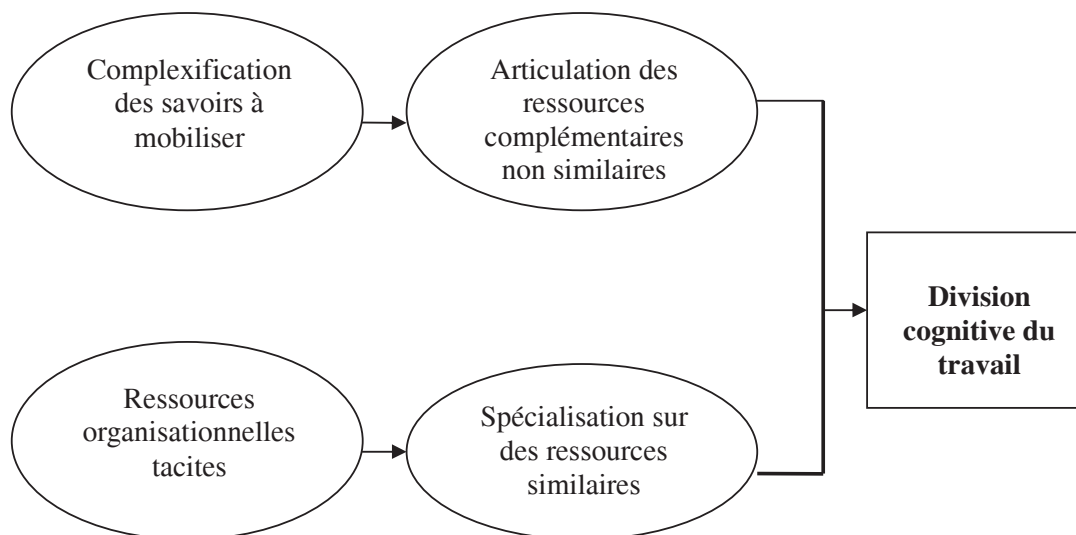 Complexification
des savoirs à
mobiliser
Articulation des
ressources
complémentaires
non similaires
Division
cognitive du
travail
Ressources
organisationnelles
tacites
Spécialisation sur
des ressources
similaires